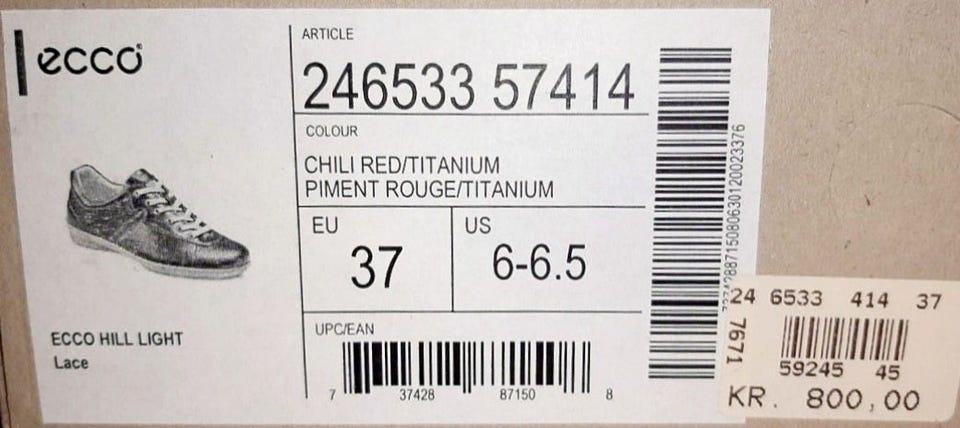 ecco
ARTICLE
246533 57414
COLOUR
CHILI RED/TITANIUM
PIMENT ROUGE/TITANIUM
EU
37
US
6-6.5
ECCO HILL LIGHT
Lace
UPC/EAN
7 37428 87150 8
24 6533 414 37
7671
59245 45
KR. 800,00